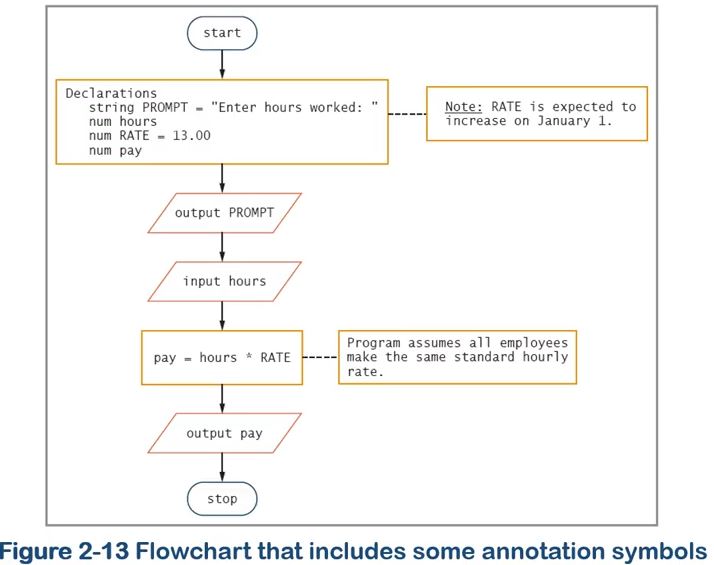 start
Declarations
string PROMPT = "Enter hours worked: "
num hours
num RATE = 13.00
num pay
Note: RATE is expected to
increase on January 1.
output PROMPT
input hours
pay = hours * RATE
Program assumes all employees
make the same standard hourly
rate.
output pay
stop
Figure 2-13 Flowchart that includes some annotation symbols